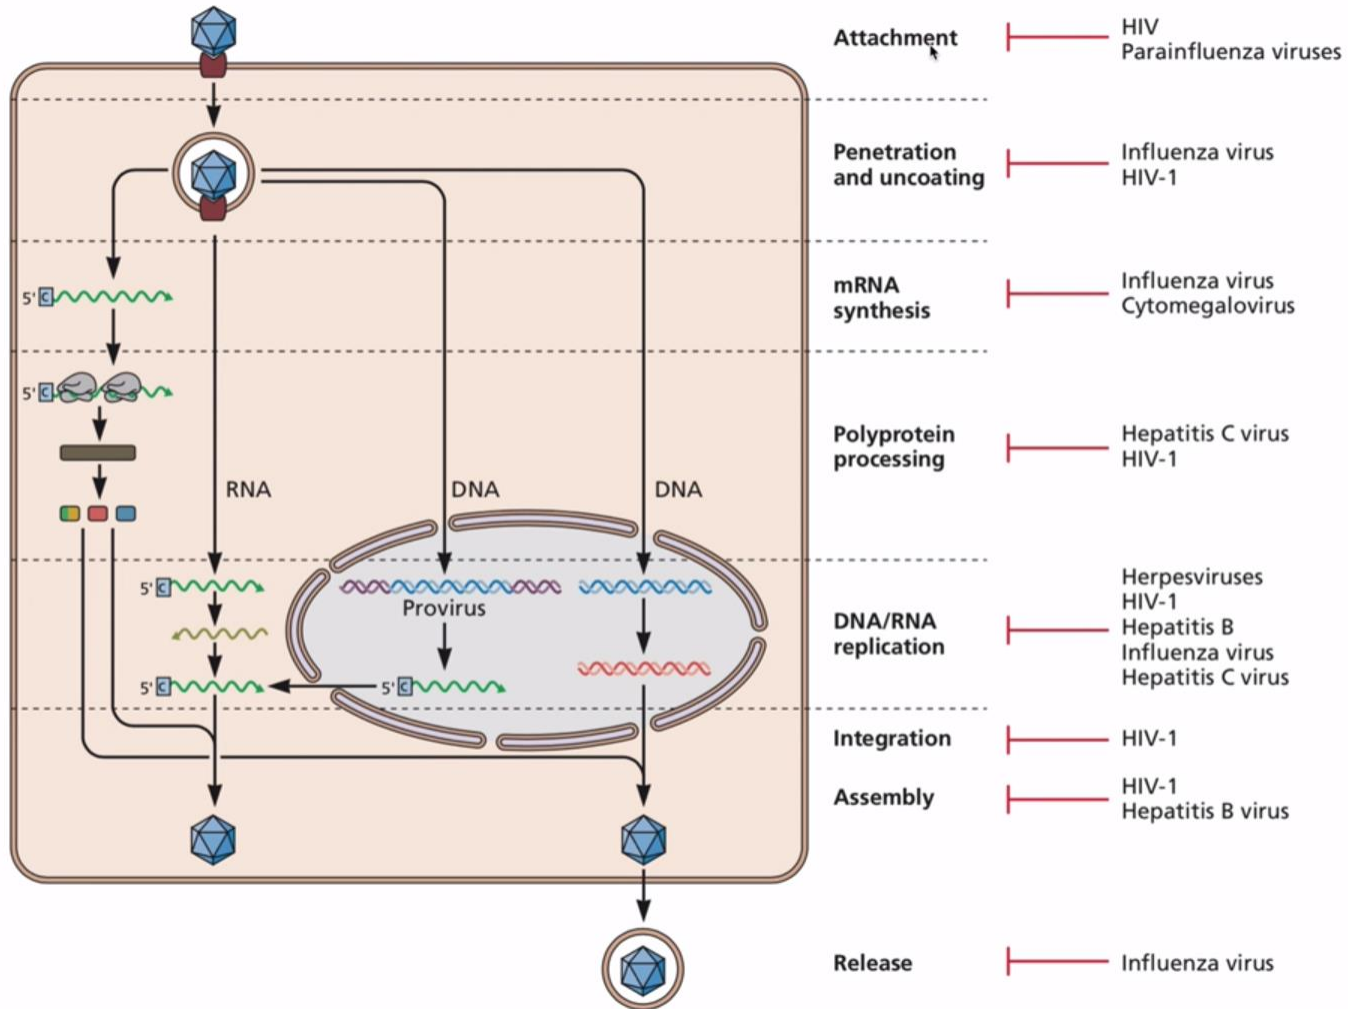 Attachment
HIV
Parainfluenza viruses
Penetration
and uncoating
Influenza virus
HIV-1
5' C
mRNA
synthesis
Influenza virus
Cytomegalovirus
5' C
Polyprotein
processing
Hepatitis C virus
HIV-1
RNA
DNA
DNA
5' C
Provirus
5' C
5' C
DNA/RNA
replication
Herpesviruses
HIV-1
Hepatitis B
Influenza virus
Hepatitis C virus
Integration
HIV-1
Assembly
HIV-1
Hepatitis B virus
Release
Influenza virus